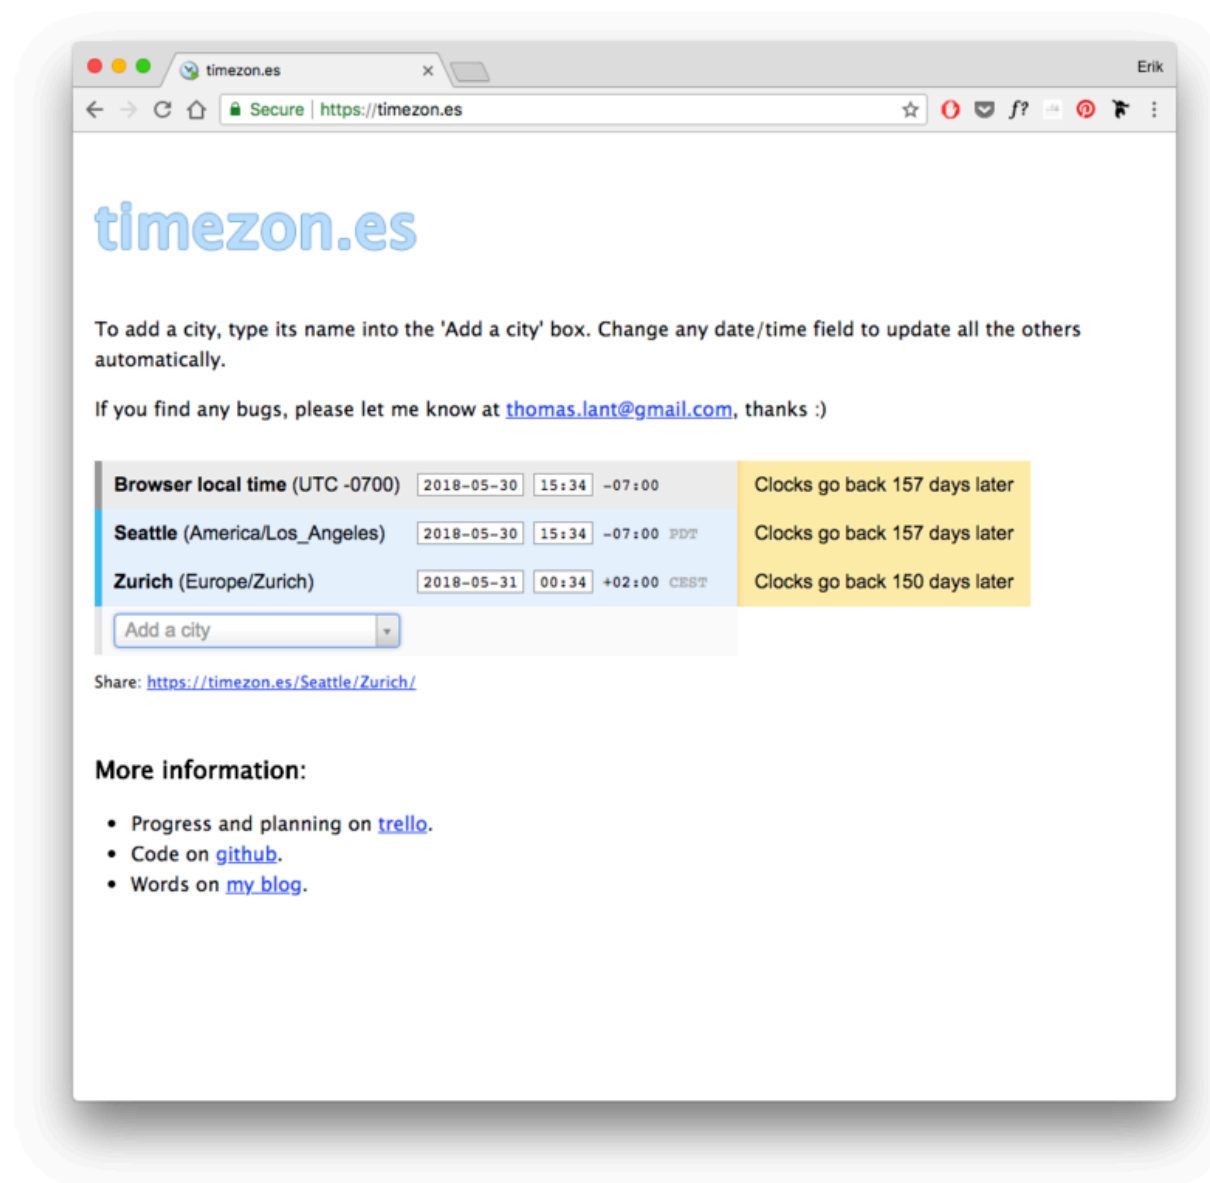 timezon.es
Erik
Secure | https://timezon.es
f?
timezon.es
To add a city, type its name into the 'Add a city' box. Change any date/time field to update all the others
automatically.
If you find any bugs, please let me know at thomas.lant@gmail.com, thanks :)
Browser local time (UTC -0700) 2018-05-30 15:34 -07:00 Clocks go back 157 days later
Seattle (America/Los_Angeles) 2018-05-30 15:34 -07:00 PDT Clocks go back 157 days later
Zurich (Europe/Zurich) 2018-05-31 00:34 +02:00 CEST Clocks go back 150 days later
Add a city
Share: https://timezon.es/Seattle/Zurich/
More information:
• Progress and planning on trello.
• Code on github.
• Words on my blog.